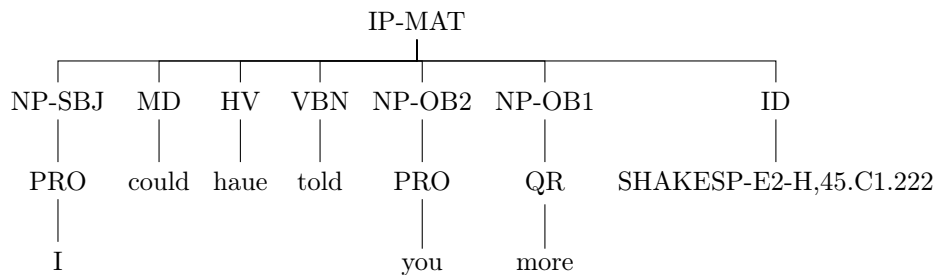 IP-MAT
NP-SBJ MD HV VBN NP-OB2 NP-OB1 ID
PRO could haue told PRO QR SHAKESP-E2-H,45.C1.222
I you more